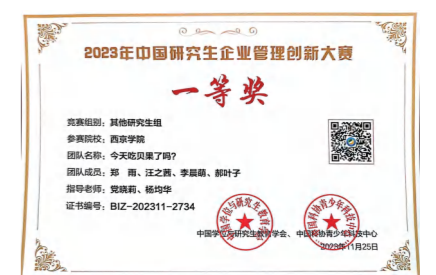 2023年中国研究生企业管理创新大赛
一等奖
竞赛组别：其他研究生组
参赛院校：西京学院
团队名称：今天吃贝果了吗？
团队成员：郑　雨、汪之茜、李晨萌、郝叶子
指导老师：党晓莉、杨均华
证书编号：BIZ-202311-2734
中国学位与研究生教育学会、中国科协青少年科技中心
2023年11月25日